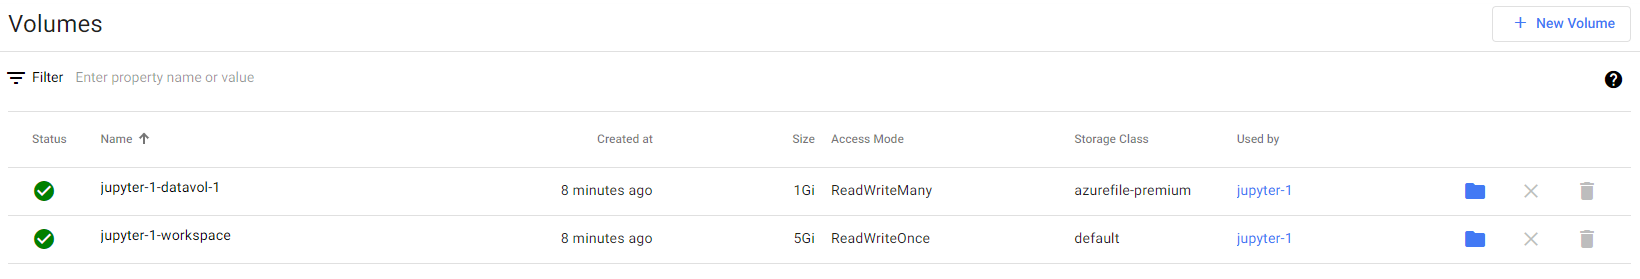 Volumes
+ New Volume
Filter Enter property name or value
Status Name Created at Size Access Mode Storage Class Used by
jupyter-1-datavol-1 8 minutes ago 1Gi ReadWriteMany azurefile-premium jupyter-1
jupyter-1-workspace 8 minutes ago 5Gi ReadWriteOnce default jupyter-1